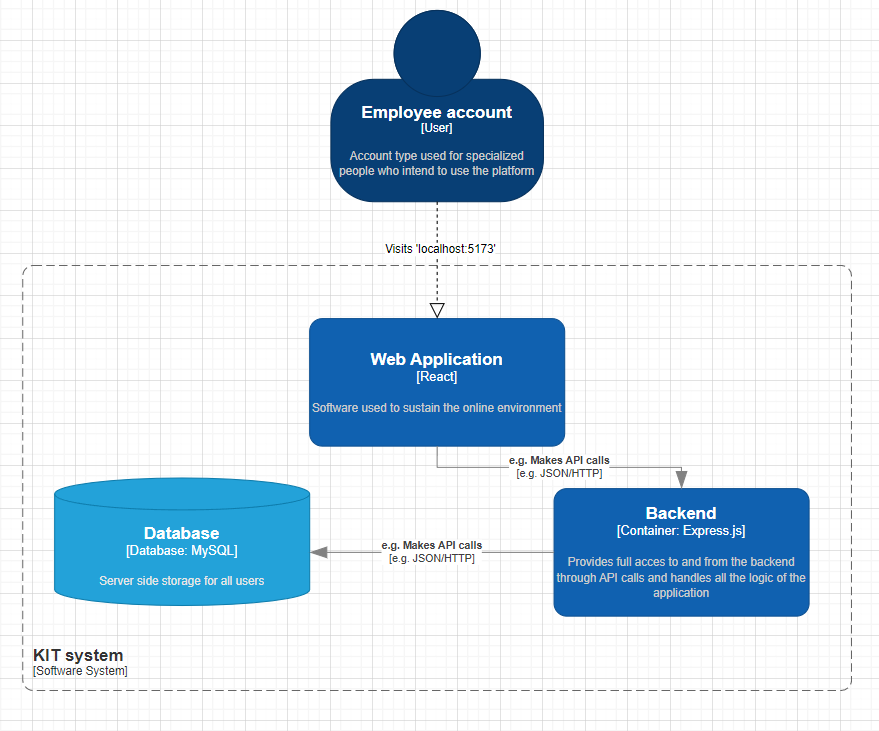 Employee account
[User]
Account type used for specialized
people who intend to use the platform
Visits 'localhost:5173'
Web Application
[React]
Software used to sustain the online environment
e.g. Makes API calls
[e.g. JSON/HTTP]
Backend
[Container: Express.js]
Provides full acces to and from the backend
through API calls and handles all the logic of the
application
e.g. Makes API calls
[e.g. JSON/HTTP]
Database
[Database: MySQL]
Server side storage for all users
KIT system
[Software System]